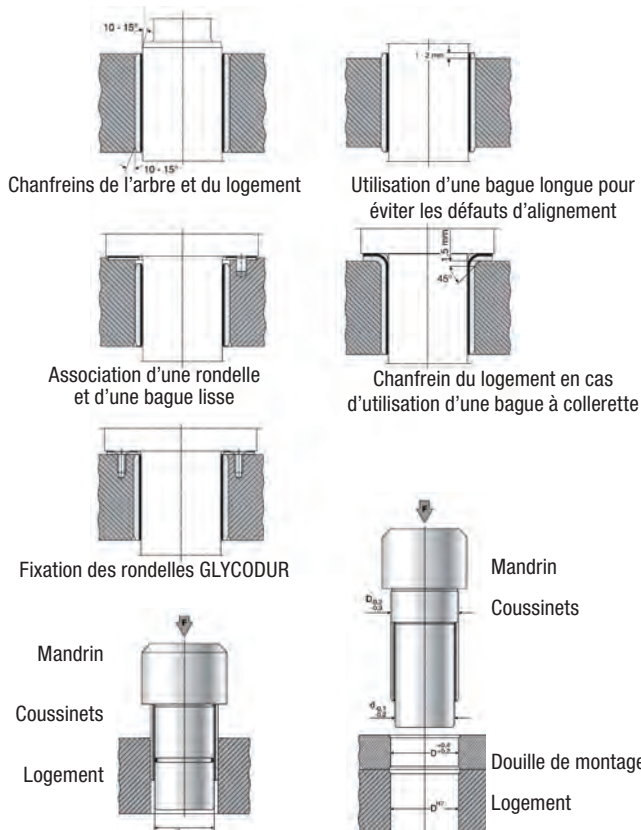 10 - 15°
10 - 15°
Chanfreins de l'arbre et du logement
1 - 2 mm
Utilisation d'une bague longue pour
éviter les défauts d'alignement
Association d'une rondelle
et d'une bague lisse
1,5 mm
45°
Chanfrein du logement en cas
d'utilisation d'une bague à collerette
Fixation des rondelles GLYCODUR
F
Mandrin
Coussinets
Logement
F
Mandrin
Coussinets
Douille de montage
Logement